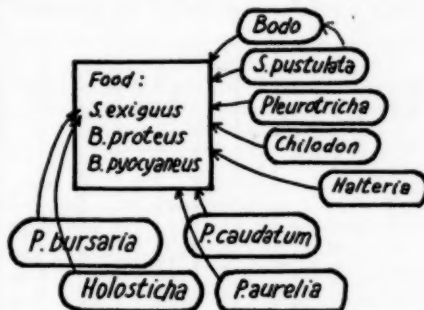 Bodo
S.pustulata
Food:
S.exiguus
Pleurotricha
B.proteus
Chilodon
B.pyocyaneus
Halteria
P.bursaria
P.caudatum
Holosticha
P.aurelia